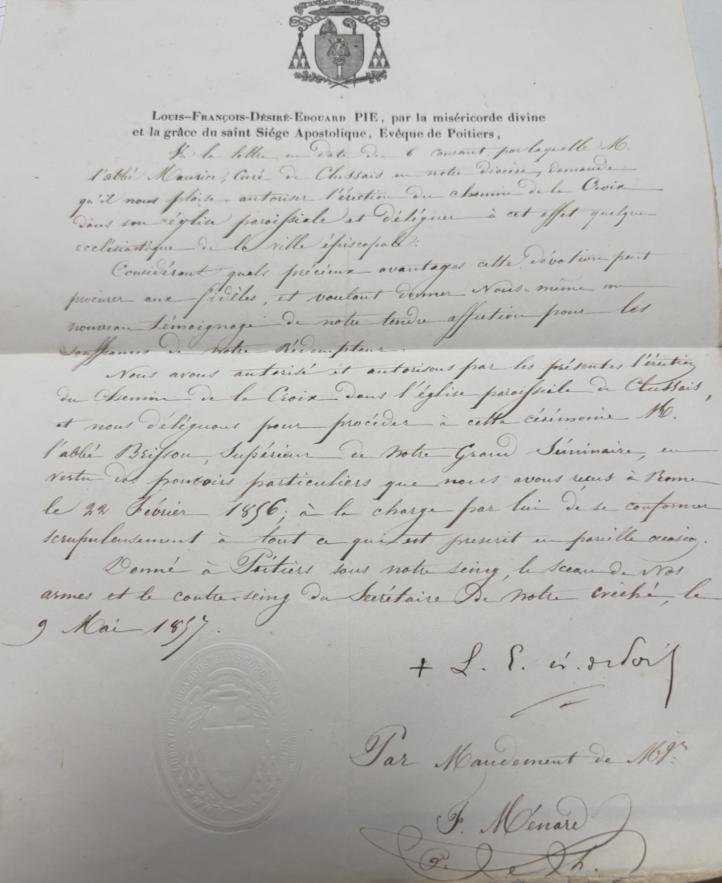 Louis-François-Désiré-Edouard PIE, par la miséricorde divine
et la grâce du saint Siége Apostolique, Evêque de Poitiers,
Vu la lettre en date du 6 courant par laquelle M.
l'abbé Maurice, Curé de Clussais en notre diocèse, demande
qu'il nous plaise autoriser l'érection du chemin de la Croix
dans son église paroissiale et déléguer à cet effet quelque
ecclésiastique de la ville épiscopale :
Considérant quels précieux avantages cette dévotion peut
procurer aux fidèles, et voulant donner Nous-même un
nouveau témoignage de notre tendre affection pour les
souffrances de notre Rédempteur.
Nous avons autorisé et autorisons par les présentes l'érection
du Chemin de la Croix dans l'église paroissiale de Clussais,
et nous déléguons pour procéder à cette cérémonie M.
l'abbé Brisson, Supérieur de Notre Grand Séminaire, en
vertu des pouvoirs particuliers que nous avons reçus à Rome
le 22 Février 1856 ; à la charge par lui de se conformer
scrupuleusement à tout ce qui est prescrit en pareille occasion.
Donné à Poitiers sous notre seing, le sceau de Nos
armes et le contre-seing du Secrétaire de Notre évêché, le
9 Mai 1857.
+ L. E. év. de
Par Mandement de Mgr.
F. Ménard